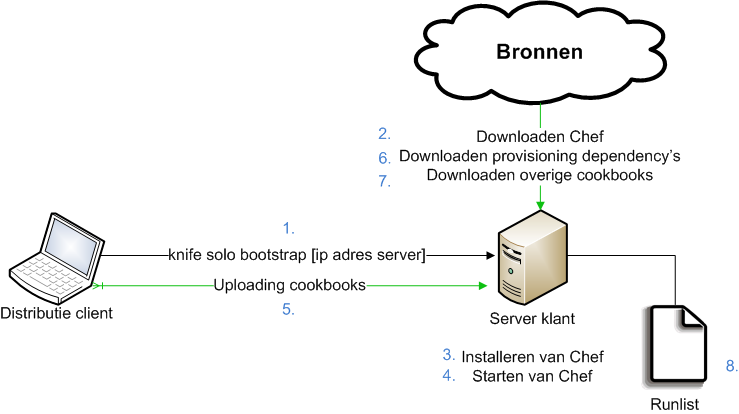 Bronnen
2. Downloaden Chef
6. Downloaden provisioning dependency's
7. Downloaden overige cookbooks
1.
knife solo bootstrap [ip adres server]
Uploading cookbooks
5.
Distributie client
Server klant
3. Installeren van Chef
4. Starten van Chef
8.
Runlist